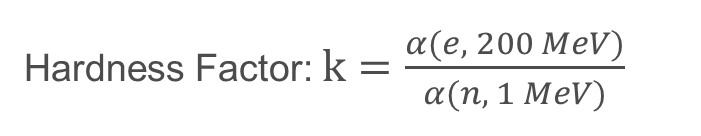 Hardness Factor: k = α(e, 200 MeV) / α(n, 1 MeV)